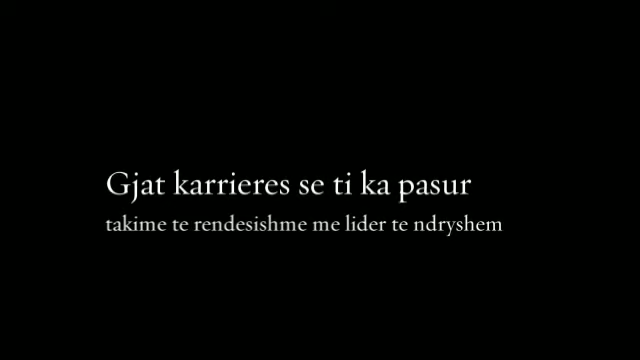 Gjat karrieres se ti ka pasur
takime te rendesishme me lider te ndryshem